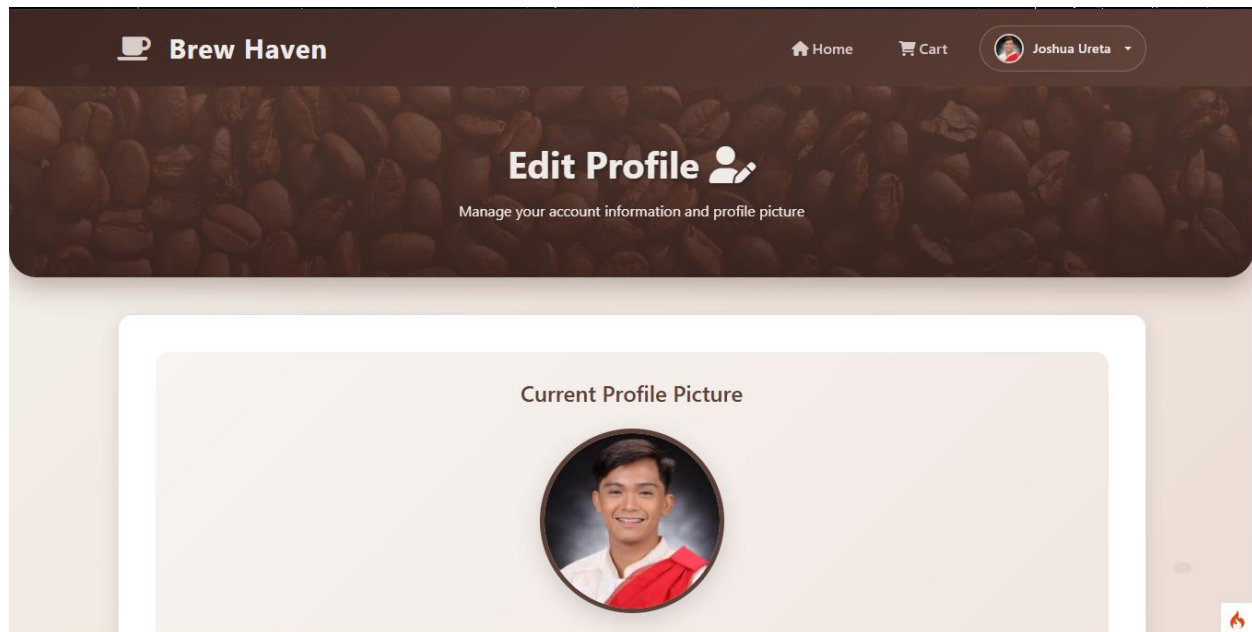 Brew Haven
Home
Cart
Joshua Ureta
Edit Profile
Manage your account information and profile picture
Current Profile Picture